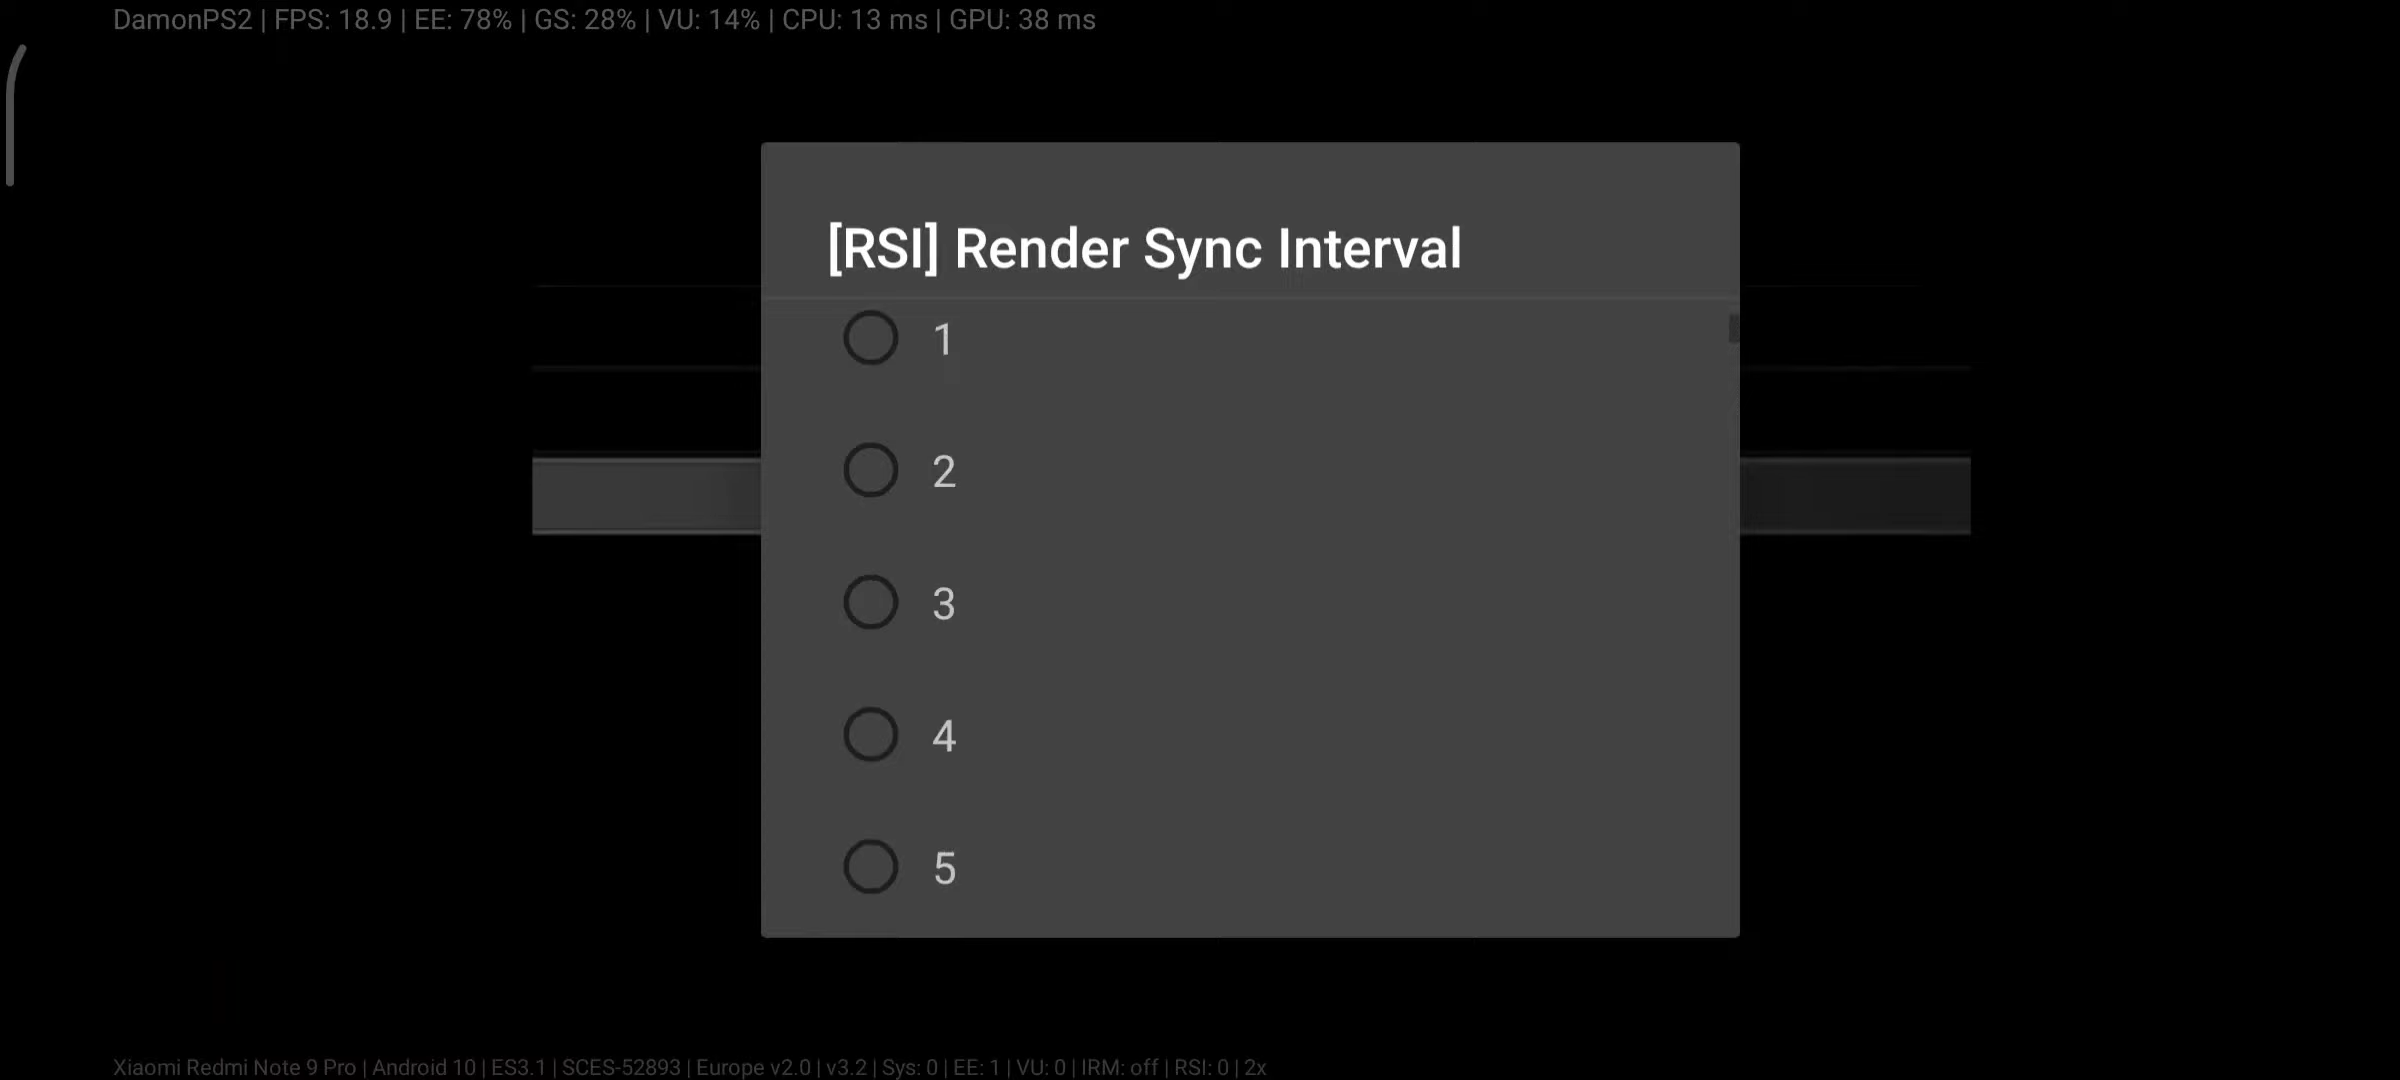 DamonPS2 | FPS: 18.9 | EE: 78% | GS: 28% | VU: 14% | CPU: 13 ms | GPU: 38 ms
[RSI] Render Sync Interval
1
2
3
4
5
Xiaomi Redmi Note 9 Pro | Android 10 | ES3.1 | SCES-52893 | Europe v2.0 | v3.2 | Sys: 0 | EE: 1 | VU: 0 | IRM: off | RSI: 0 | 2x